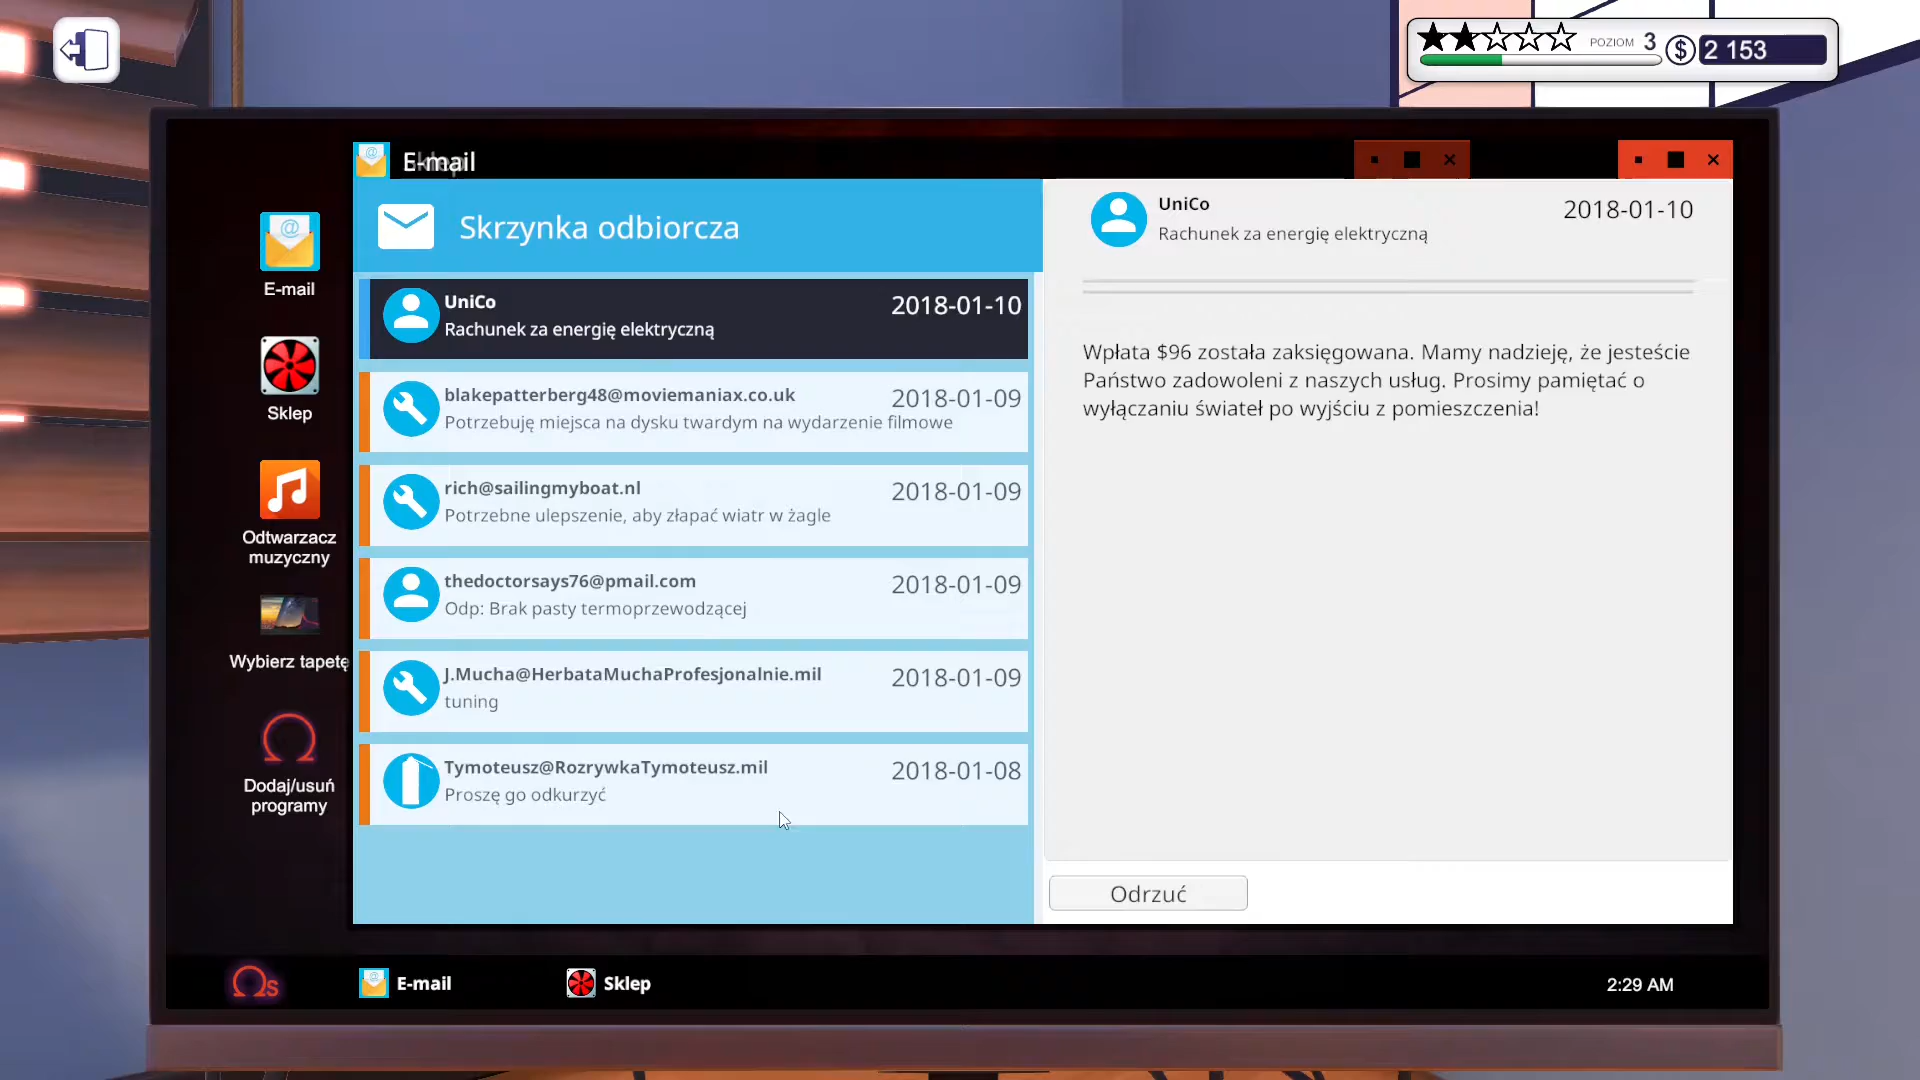 POZIOM 3
$ 2 153
E-mail
E-mail
Sklep
Odtwarzacz
muzyczny
Wybierz tapetę
Dodaj/usuń
programy
Skrzynka odbiorcza
UniCo
2018-01-10
Rachunek za energię elektryczną
blakepatterberg48@moviemaniax.co.uk
2018-01-09
Potrzebuję miejsca na dysku twardym na wydarzenie filmowe
rich@sailingmyboat.nl
2018-01-09
Potrzebne ulepszenie, aby złapać wiatr w żagle
thedoctorsays76@pmail.com
2018-01-09
Odp: Brak pasty termoprzewodzącej
J.Mucha@HerbataMuchaProfesjonalnie.mil
2018-01-09
tuning
Tymoteusz@RozrywkaTymoteusz.mil
2018-01-08
Proszę go odkurzyć
UniCo
2018-01-10
Rachunek za energię elektryczną
Wpłata $96 została zaksięgowana. Mamy nadzieję, że jesteście
Państwo zadowoleni z naszych usług. Prosimy pamiętać o
wyłączaniu świateł po wyjściu z pomieszczenia!
Odrzuć
Ωs
E-mail
Sklep
2:29 AM